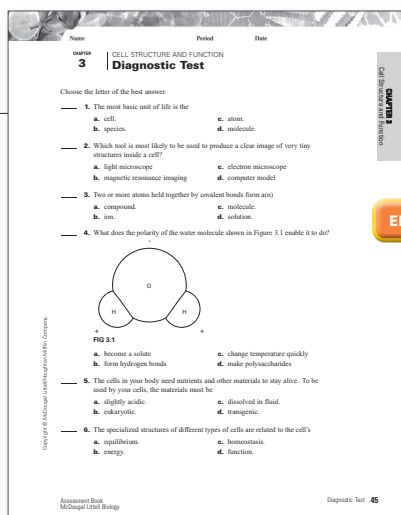 Name Period Date
CHAPTER
3
CELL STRUCTURE AND FUNCTION
Diagnostic Test
CHAPTER 3
Cell Structure and Function
Choose the letter of the best answer.
1. The most basic unit of life is the
a. cell. c. atom.
b. species. d. molecule.
2. Which tool is most likely to be used to produce a clear image of very tiny
structures inside a cell?
a. light microscope c. electron microscope
b. magnetic resonance imaging d. computer model
3. Two or more atoms held together by covalent bonds form a(n)
a. compound. c. molecule.
b. ion. d. solution.
4. What does the polarity of the water molecule shown in Figure 3.1 enable it to do?
-
O
H H
+ +
FIG 3.1
a. become a solute c. change temperature quickly
b. form hydrogen bonds d. make polysaccharides
5. The cells in your body need nutrients and other materials to stay alive. To be
used by your cells, the materials must be
a. slightly acidic. c. dissolved in fluid.
b. eukaryotic. d. transgenic.
6. The specialized structures of different types of cells are related to the cell's
a. equilibrium. c. homeostasis.
b. energy. d. function.
Copyright © McDougal Littell/Houghton Mifflin Company.
Assessment Book
McDougal Littell Biology
Diagnostic Test 45